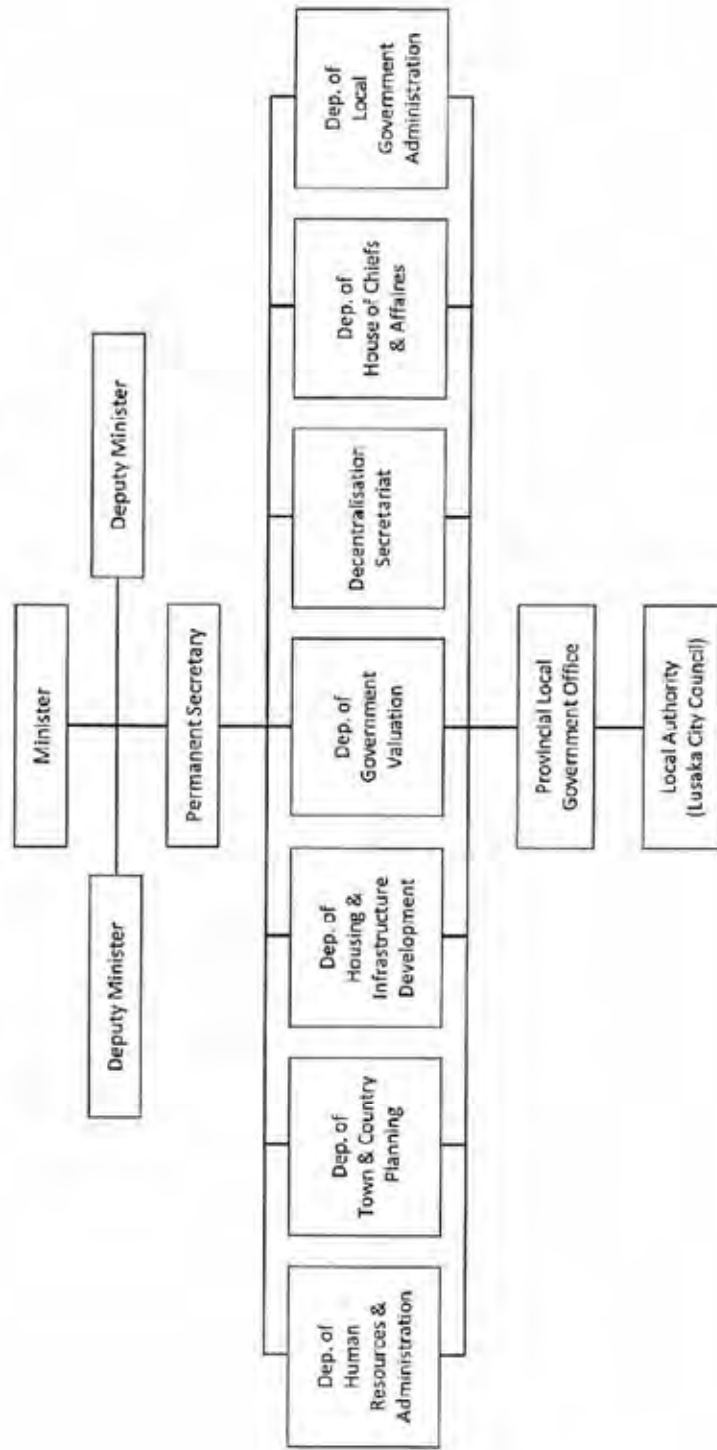 Minister
Deputy Minister
Deputy Minister
Permanent Secretary
Dep. of
Human
Resources &
Administration
Dep. of
Town & Country
Planning
Dep. of
Housing &
Infrastructure
Development
Dep. of
Government
Valuation
Decentralisation
Secretariat
Dep. of
House of Chiefs
& Affaires
Dep. of
Local
Government
Administration
Provincial Local
Government Office
Local Authority
(Lusaka City Council)